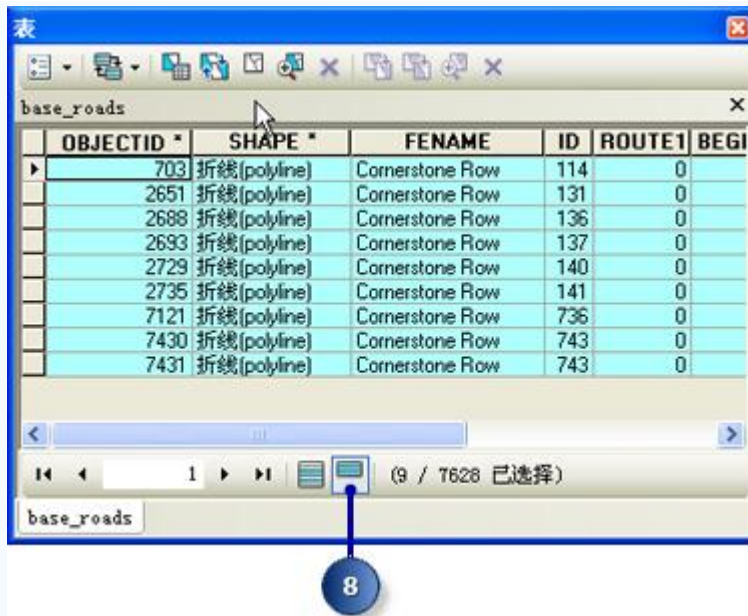 表
base_roads
OBJECTID * SHAPE * FENAME ID ROUTE1 BEGI
703 折线(polyline) Cornerstone Row 114 0
2651 折线(polyline) Cornerstone Row 131 0
2688 折线(polyline) Cornerstone Row 136 0
2693 折线(polyline) Cornerstone Row 137 0
2729 折线(polyline) Cornerstone Row 140 0
2735 折线(polyline) Cornerstone Row 141 0
7121 折线(polyline) Cornerstone Row 736 0
7430 折线(polyline) Cornerstone Row 743 0
7431 折线(polyline) Cornerstone Row 743 0
1 (9 / 7628 已选择)
base_roads
8